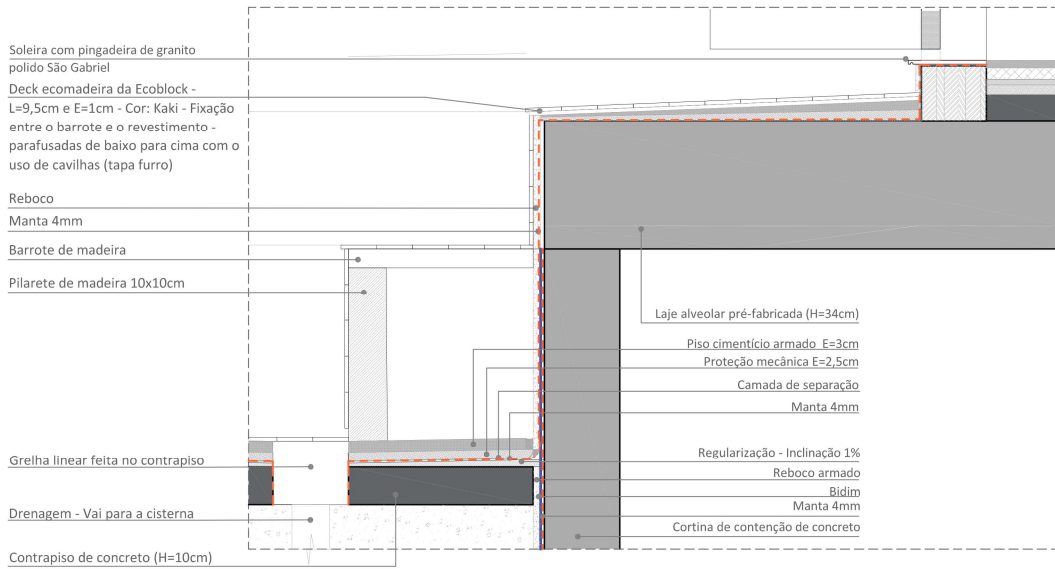 Soleira com pingadeira de granito
polido São Gabriel
Deck ecomadeira da Ecoblock -
L=9,5cm e E=1cm - Cor: Kaki - Fixação
entre o barrote e o revestimento -
parafusadas de baixo para cima com o
uso de cavilhas (tapa furro)
Reboco
Manta 4mm
Barrote de madeira
Pilarete de madeira 10x10cm
Grelha linear feita no contrapiso
Drenagem - Vai para a cisterna
Contrapiso de concreto (H=10cm)
Laje alveolar pré-fabricada (H=34cm)
Piso cimentício armado E=3cm
Proteção mecânica E=2,5cm
Camada de separação
Manta 4mm
Regularização - Inclinação 1%
Reboco armado
Bidim
Manta 4mm
Cortina de contenção de concreto